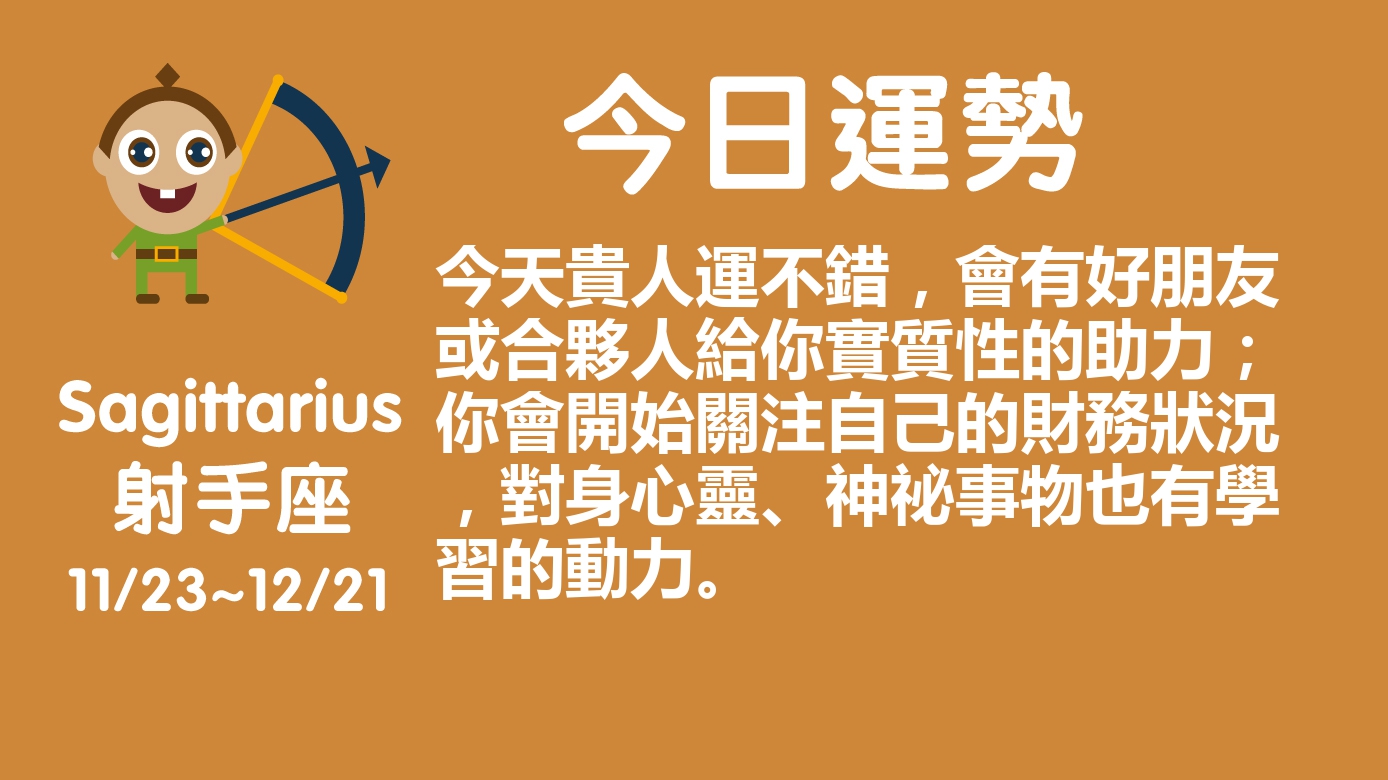 今日運勢
今天貴人運不錯，會有好朋友
或合夥人給你實質性的助力；
你會開始關注自己的財務狀況
，對身心靈、神祕事物也有學
習的動力。
Sagittarius
射手座
11/23~12/21